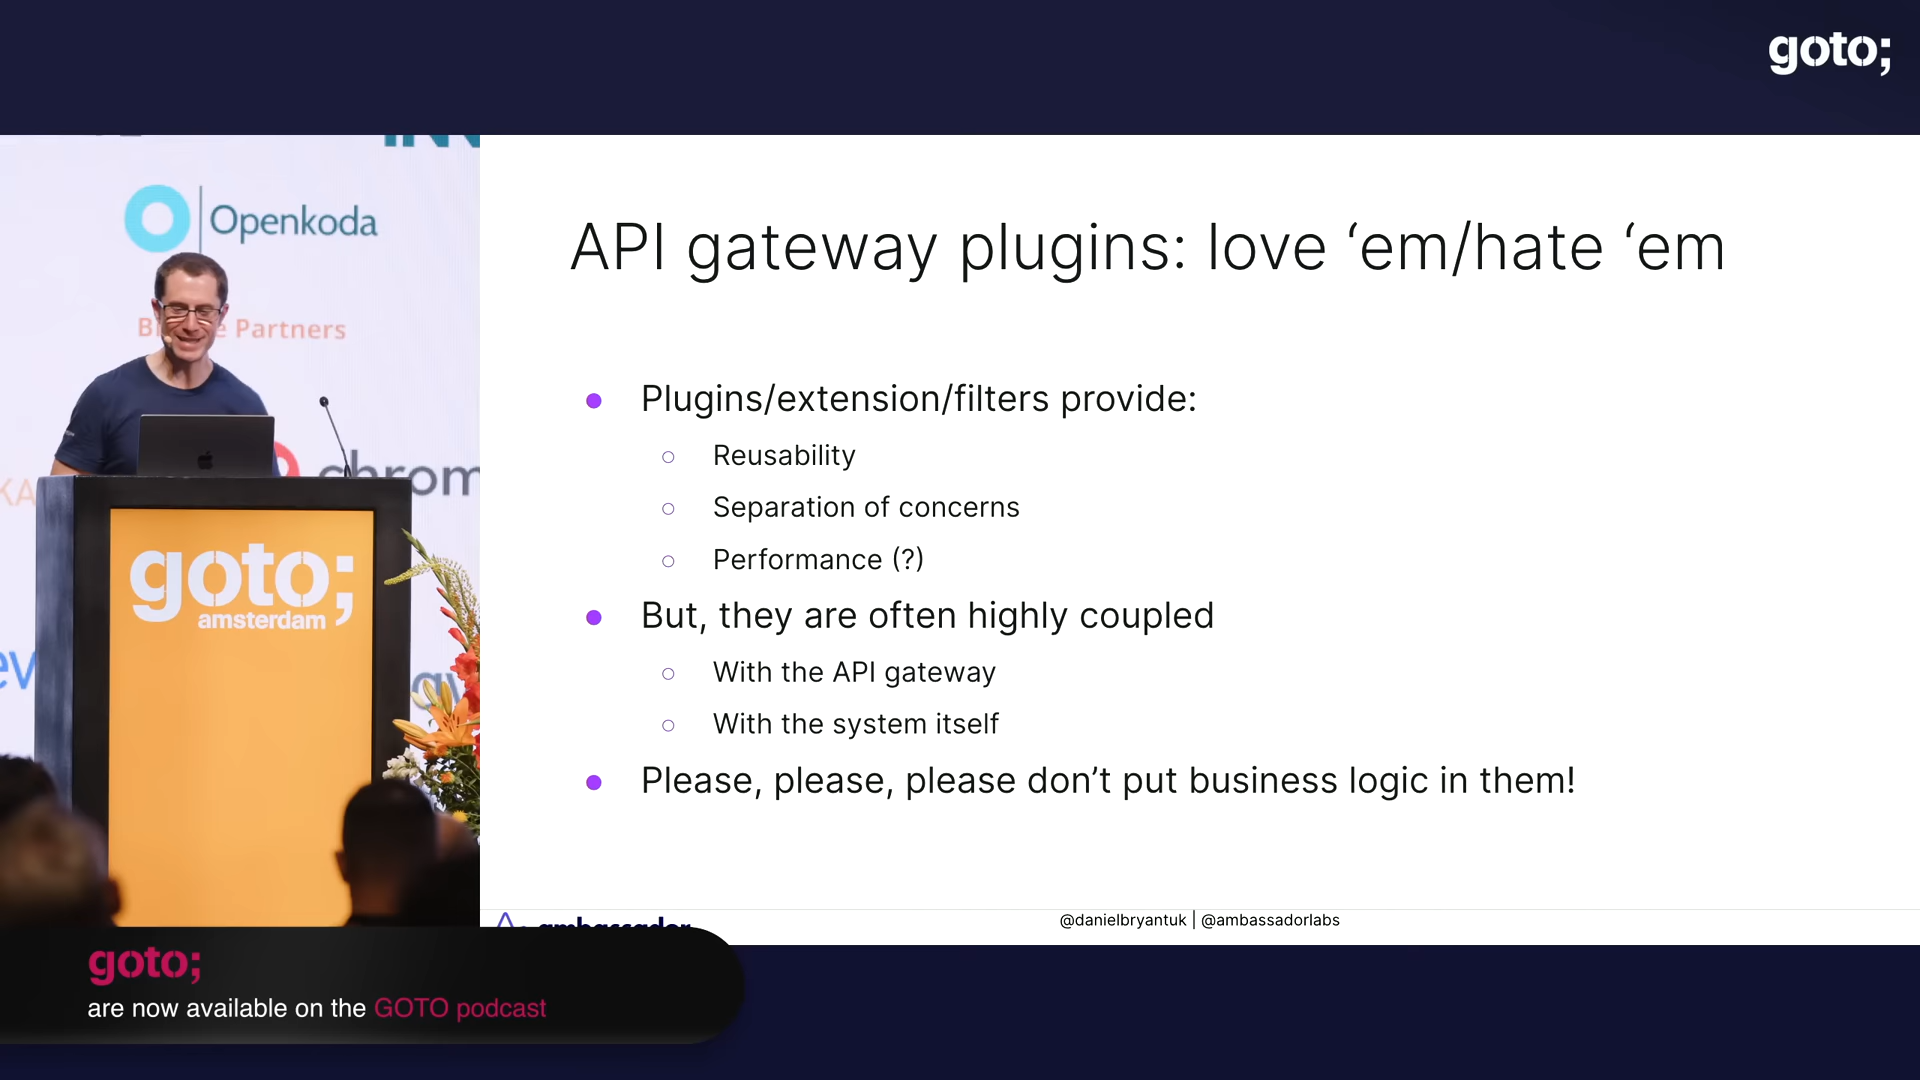 goto;
Openkoda
Partners
chrom
goto;
amsterdam
API gateway plugins: love ‘em/hate ‘em
Plugins/extension/filters provide:
Reusability
Separation of concerns
Performance (?)
But, they are often highly coupled
With the API gateway
With the system itself
Please, please, please don’t put business logic in them!
ambassador
@danielbryantuk | @ambassadorlabs
goto;
are now available on the GOTO podcast